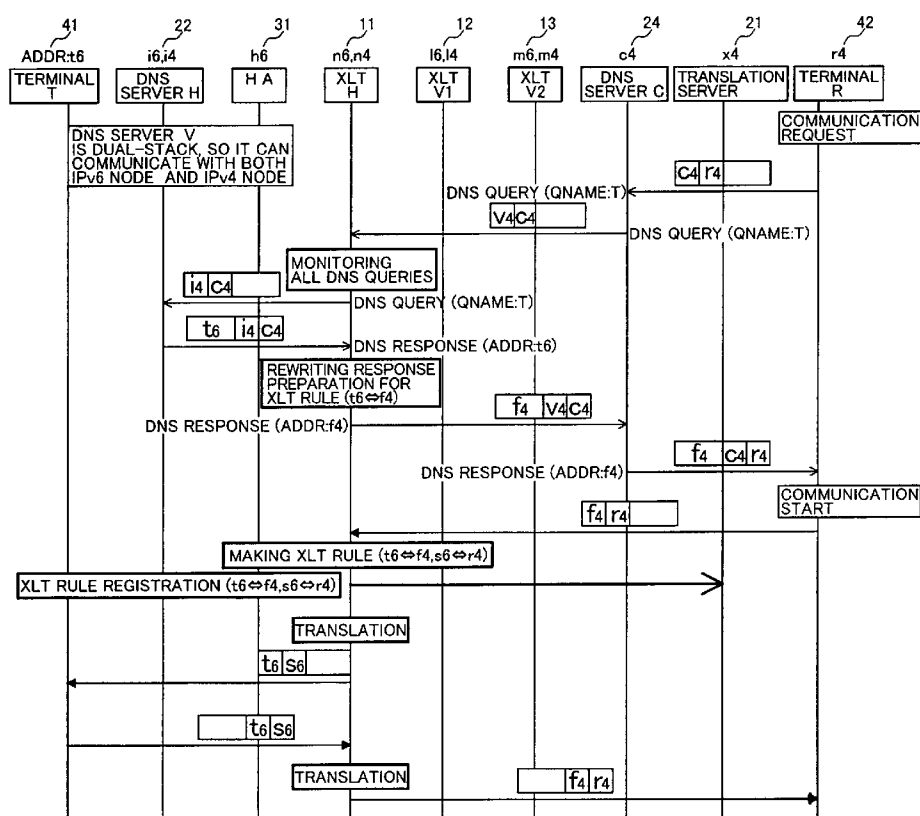 41 22 31 11 12 13 24 21 42
ADDR:t6 i6,i4 h6 n6,n4 l6,l4 m6,m4 c4 x4 r4
TERMINAL T
DNS SERVER H
H A
XLT H
XLT V1
XLT V2
DNS SERVER C
TRANSLATION SERVER
TERMINAL R
DNS SERVER V
IS DUAL-STACK, SO IT CAN
COMMUNICATE WITH BOTH
IPv6 NODE AND IPv4 NODE
COMMUNICATION
REQUEST
c4 r4
DNS QUERY (QNAME:T)
v4 c4
DNS QUERY (QNAME:T)
MONITORING
ALL DNS QUERIES
i4 c4
DNS QUERY (QNAME:T)
t6 i4 c4
DNS RESPONSE (ADDR:t6)
REWRITING RESPONSE
PREPARATION FOR
XLT RULE (t6⇔f4)
f4 v4 c4
DNS RESPONSE (ADDR:f4)
f4 c4 r4
DNS RESPONSE (ADDR:f4)
COMMUNICATION
START
f4 r4
MAKING XLT RULE (t6⇔f4,s6⇔r4)
XLT RULE REGISTRATION (t6⇔f4,s6⇔r4)
TRANSLATION
t6 s6
t6 s6
TRANSLATION
f4 r4